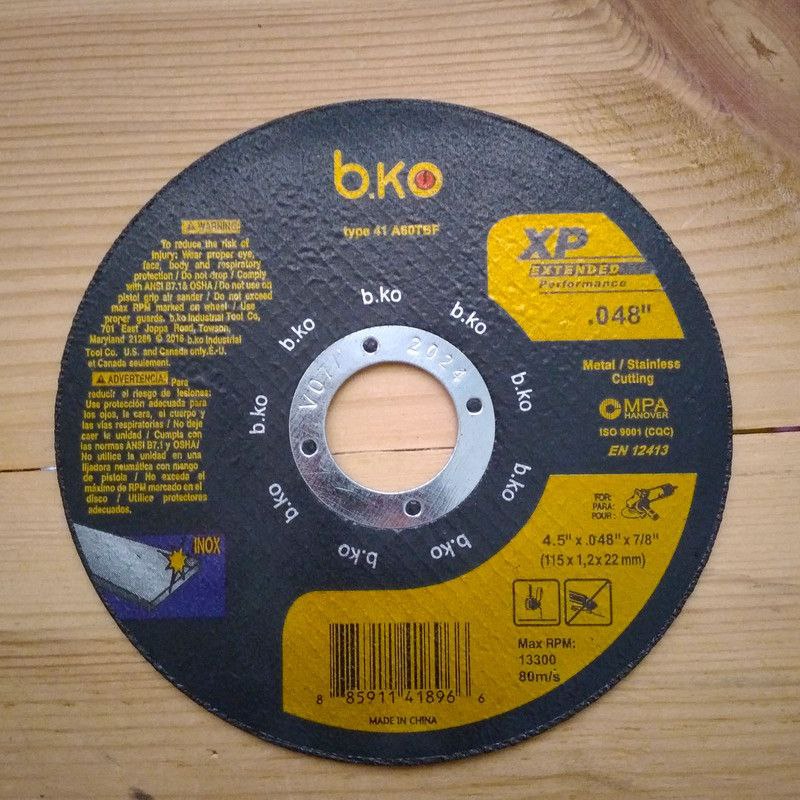 b.ko
type 41 A60TBF
⚠ WARNING:
To reduce the risk of
injury: Wear proper eye,
face, body and respiratory
protection / Do not drop / Comply
with ANSI B7.1& OSHA / Do not use on
pistol grip air sander / Do not exceed
max RPM marked on wheel / Use
proper guards. b.ko Industrial Tool Co,
701 East Joppa Road, Towson,
Maryland 21286 © 2016 b.ko Industrial
Tool Co. U.S. and Canada only. E.-U.
et Canada seulement.
⚠ ADVERTENCIA: Para
reducir el riesgo de lesiones:
Use protección adecuada para
los ojos, la cara, el cuerpo y
las vías respiratorias / No deje
caer la unidad / Cumpla con
las normas ANSI B7.1 y OSHA/
No utilice la unidad en una
lijadora neumática con mango
de pistola / No exceda el
máximo de RPM marcado en el
disco / Utilice protectores
adecuados.
INOX
XP
EXTENDED
Performance
.048"
Metal / Stainless
Cutting
MPA
HANOVER
ISO 9001 (CQC)
EN 12413
b.ko
b.ko
b.ko
b.ko
b.ko
b.ko
b.ko
b.ko
b.ko
b.ko
V07/ 2024
FOR:
PARA:
POUR:
4.5" x .048" x 7/8"
(115 x 1,2 x 22 mm)
Max RPM:
13300
80m/s
8 85911 41896 6
MADE IN CHINA